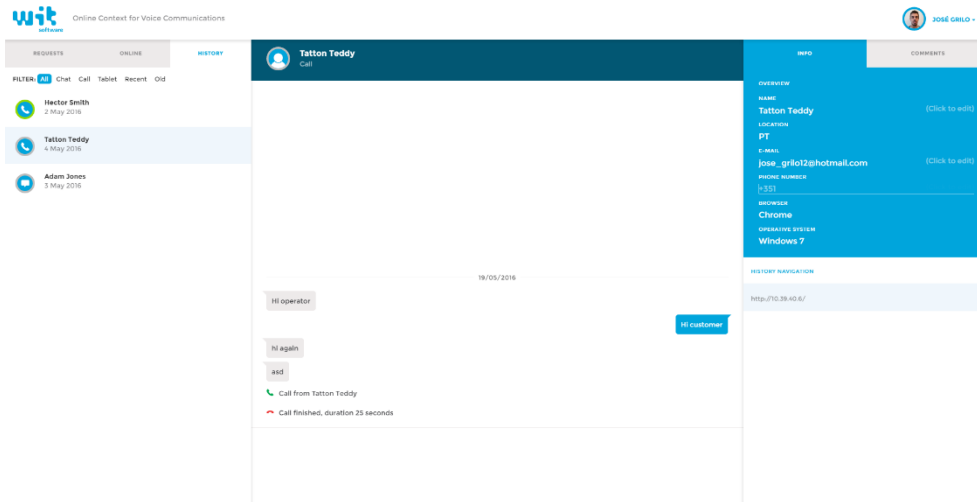 wit
software
Online Context for Voice Communications
JOSÉ GRILO
REQUESTS
ONLINE
HISTORY
FILTER: All Chat Call Tablet Recent Old
Hector Smith
2 May 2016
Tatton Teddy
4 May 2016
Adam Jones
3 May 2016
Tatton Teddy
Call
19/05/2016
Hi operator
Hi customer
hi again
asd
Call from Tatton Teddy
Call finished, duration 25 seconds
INFO
COMMENTS
OVERVIEW
NAME
Tatton Teddy (Click to edit)
LOCATION
PT
E-MAIL
jose_grilo12@hotmail.com (Click to edit)
PHONE NUMBER
+351
BROWSER
Chrome
OPERATIVE SYSTEM
Windows 7
HISTORY NAVIGATION
http://10.39.40.6/